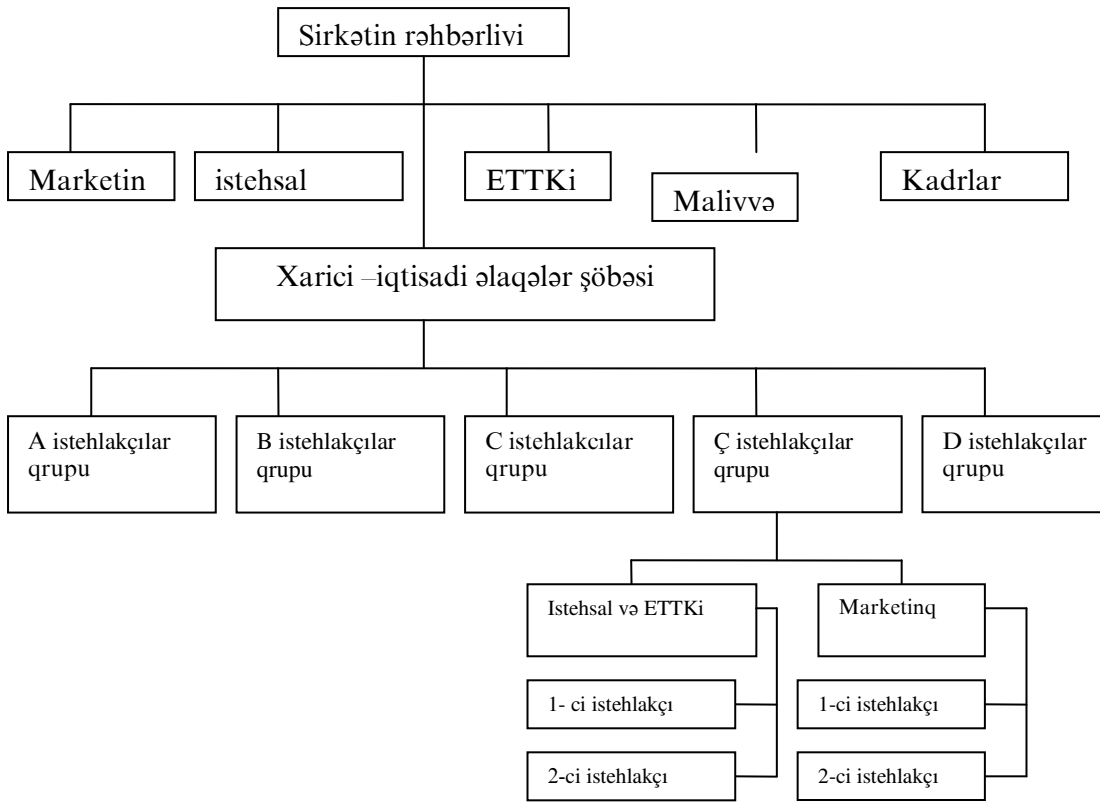 Sirkətin rəhbərlivi
Marketin
istehsal
ETTKi
Malivvə
Kadrlar
Xarici –iqtisadi əlaqələr şöbəsi
A istehlakçılar
qrupu
B istehlakçılar
qrupu
C istehlakcılar
qrupu
Ç istehlakçılar
qrupu
D istehlakçılar
qrupu
Istehsal və ETTKi
Marketinq
1- ci istehlakçı
1-ci istehlakçı
2-ci istehlakçı
2-ci istehlakçı